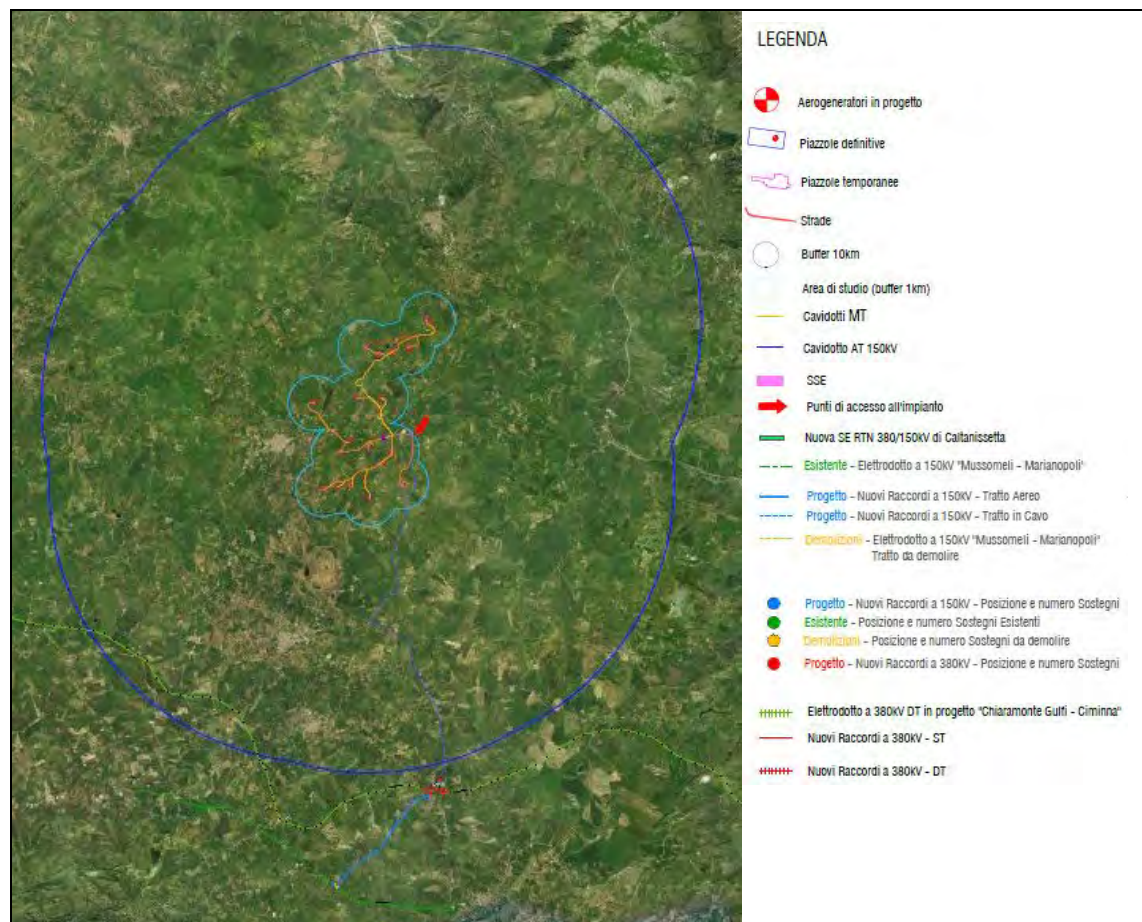 LEGENDA
Aerogeneratori in progetto
Piazzole definitive
Piazzole temporanee
Strade
Buffer 10km
Area di studio (buffer 1km)
Cavidotti MT
Cavidotto AT 150kV
SSE
Punti di accesso all'impianto
Nuova SE RTN 380/150kV di Caltanissetta
Esistente - Elettrodotto a 150kV "Mussomeli - Marianopoli"
Progetto - Nuovi Raccordi a 150kV - Tratto Aereo
Progetto - Nuovi Raccordi a 150kV - Tratto in Cavo
Demolizioni - Elettrodotto a 150kV "Mussomeli - Marianopoli"
Tratto da demolire
Progetto - Nuovi Raccordi a 150kV - Posizione e numero Sostegni
Esistente - Posizione e numero Sostegni Esistenti
Demolizioni - Posizione e numero Sostegni da demolire
Progetto - Nuovi Raccordi a 380kV - Posizione e numero Sostegni
Elettrodotto a 380kV DT in progetto "Chiaramonte Gulfi - Ciminna"
Nuovi Raccordi a 380kV - ST
Nuovi Raccordi a 380kV - DT